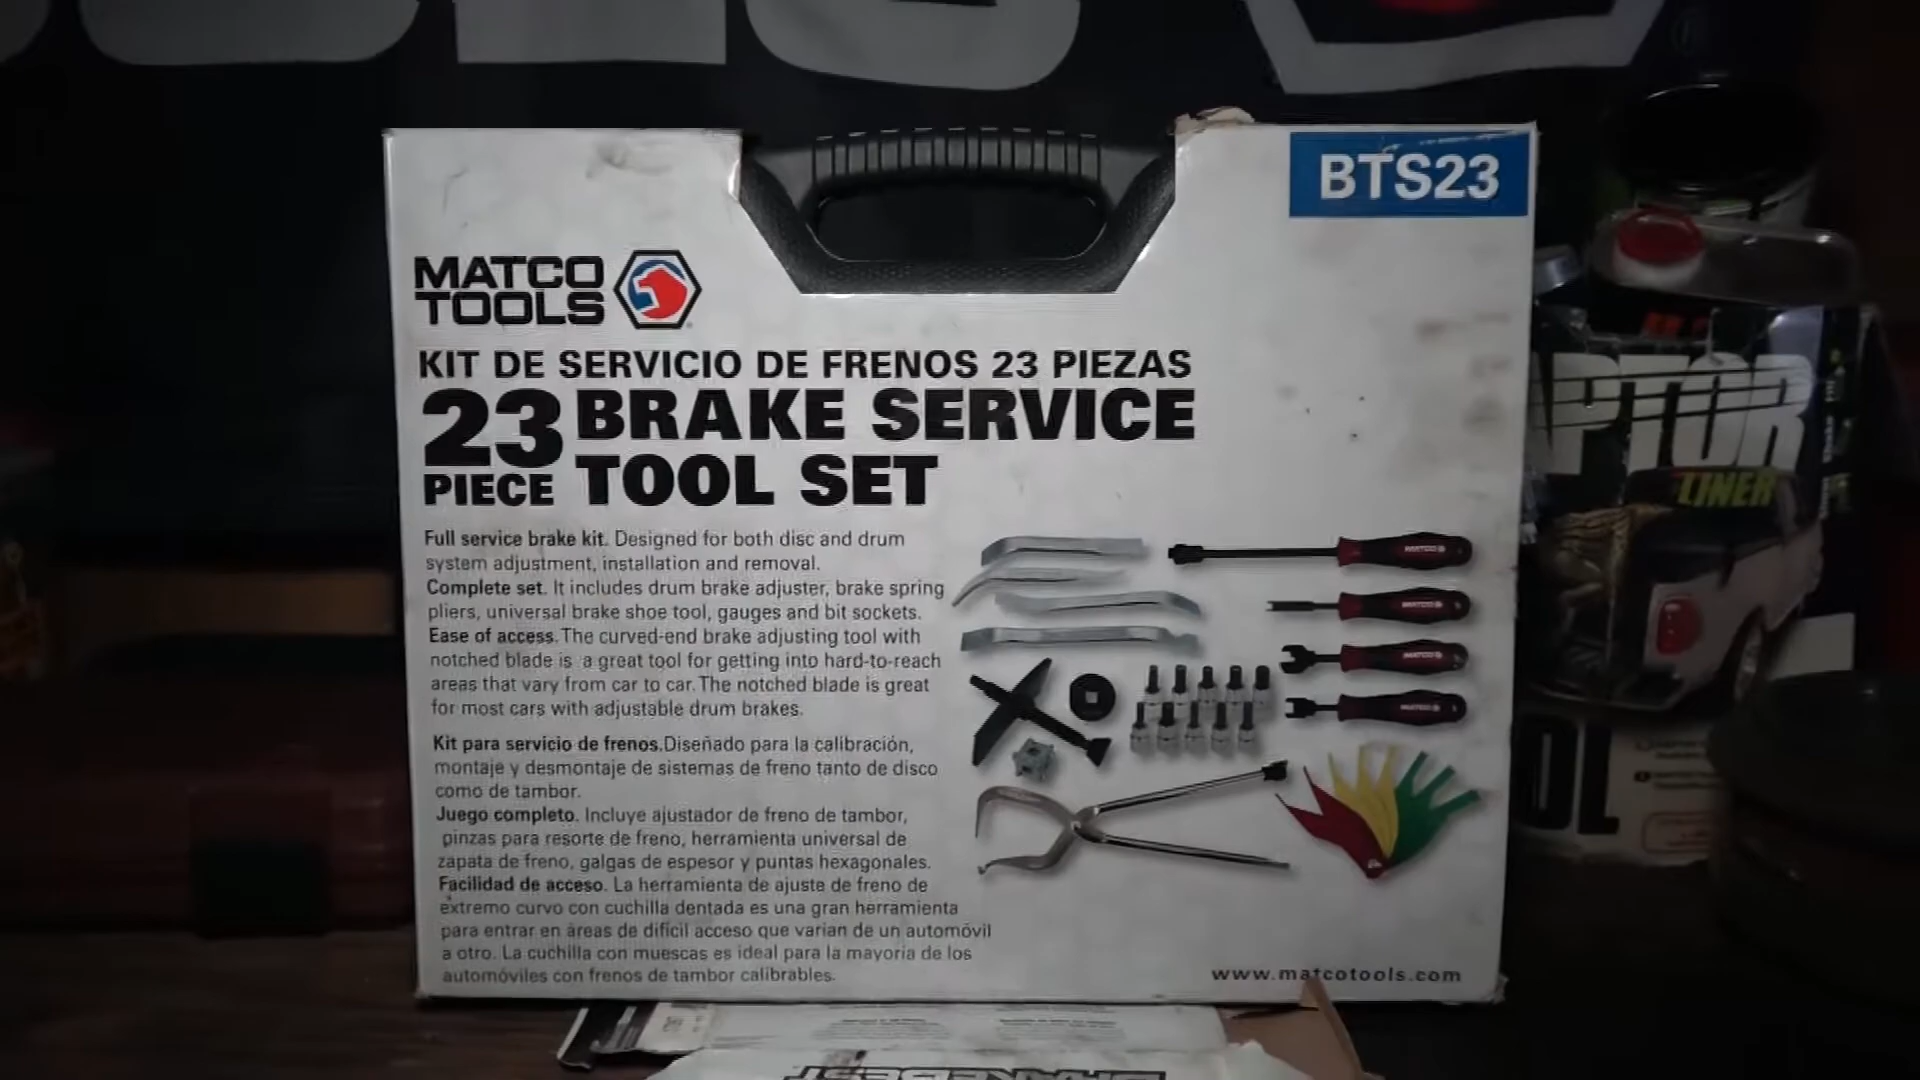 BTS23
MATCO
TOOLS
KIT DE SERVICIO DE FRENOS 23 PIEZAS
23 BRAKE SERVICE
PIECE TOOL SET
Full service brake kit. Designed for both disc and drum
system adjustment, installation and removal.
Complete set. It includes drum brake adjuster, brake spring
pliers, universal brake shoe tool, gauges and bit sockets.
Ease of access. The curved-end brake adjusting tool with
notched blade is a great tool for getting into hard-to-reach
areas that vary from car to car. The notched blade is great
for most cars with adjustable drum brakes.
Kit para servicio de frenos. Diseñado para la calibración,
montaje y desmontaje de sistemas de freno tanto de disco
como de tambor.
Juego completo. Incluye ajustador de freno de tambor,
pinzas para resorte de freno, herramienta universal de
zapata de freno, galgas de espesor y puntas hexagonales.
Facilidad de acceso. La herramienta de ajuste de freno de
extremo curvo con cuchilla dentada es una gran herramienta
para entrar en áreas de difícil acceso que varían de un automóvil
a otro. La cuchilla con muescas es ideal para la mayoría de los
automóviles con frenos de tambor calibrables.
MATCO
MATCO
MATCO
MATCO
www.matcotools.com
PTOR
LINER
OL